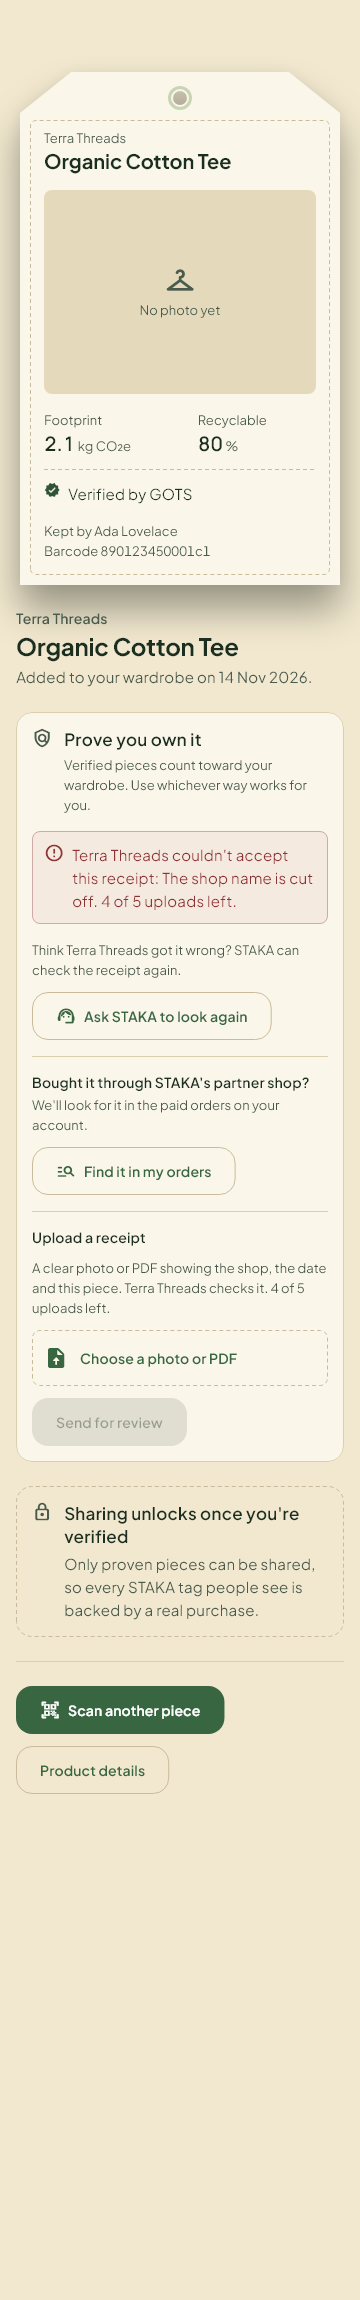 Terra Threads
Organic Cotton Tee
No photo yet
Footprint
2.1 kg CO₂e
Recyclable
80 %
Verified by GOTS
Kept by Ada Lovelace
Barcode 890123450001c1
Terra Threads
Organic Cotton Tee
Added to your wardrobe on 14 Nov 2026.
Prove you own it
Verified pieces count toward your
wardrobe. Use whichever way works for
you.
Terra Threads couldn't accept
this receipt: The shop name is cut
off. 4 of 5 uploads left.
Think Terra Threads got it wrong? STAKA can
check the receipt again.
Ask STAKA to look again
Bought it through STAKA's partner shop?
We'll look for it in the paid orders on your
account.
Find it in my orders
Upload a receipt
A clear photo or PDF showing the shop, the date
and this piece. Terra Threads checks it. 4 of 5
uploads left.
Choose a photo or PDF
Send for review
Sharing unlocks once you're
verified
Only proven pieces can be shared,
so every STAKA tag people see is
backed by a real purchase.
Scan another piece
Product details